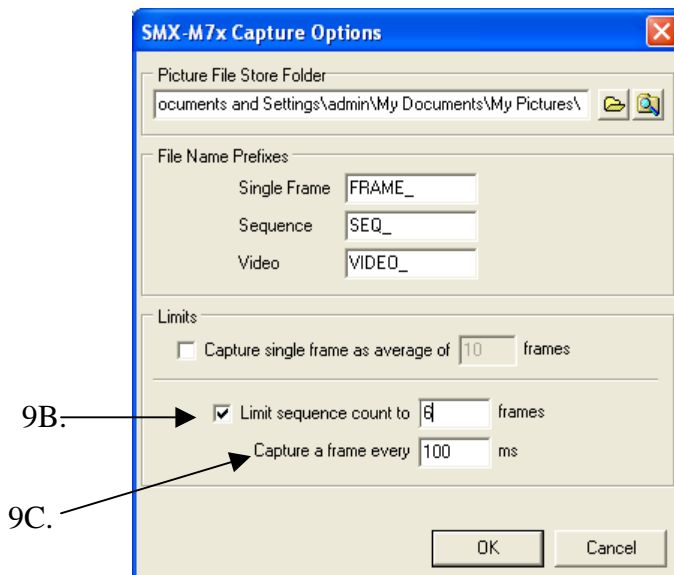 SMX-M7x Capture Options
Picture File Store Folder
ocuments and Settings\admin\My Documents\My Pictures\
File Name Prefixes
Single Frame FRAME_
Sequence SEQ_
Video VIDEO_
Limits
Capture single frame as average of 10 frames
9B. Limit sequence count to 6 frames
Capture a frame every 100 ms
9C.
OK Cancel